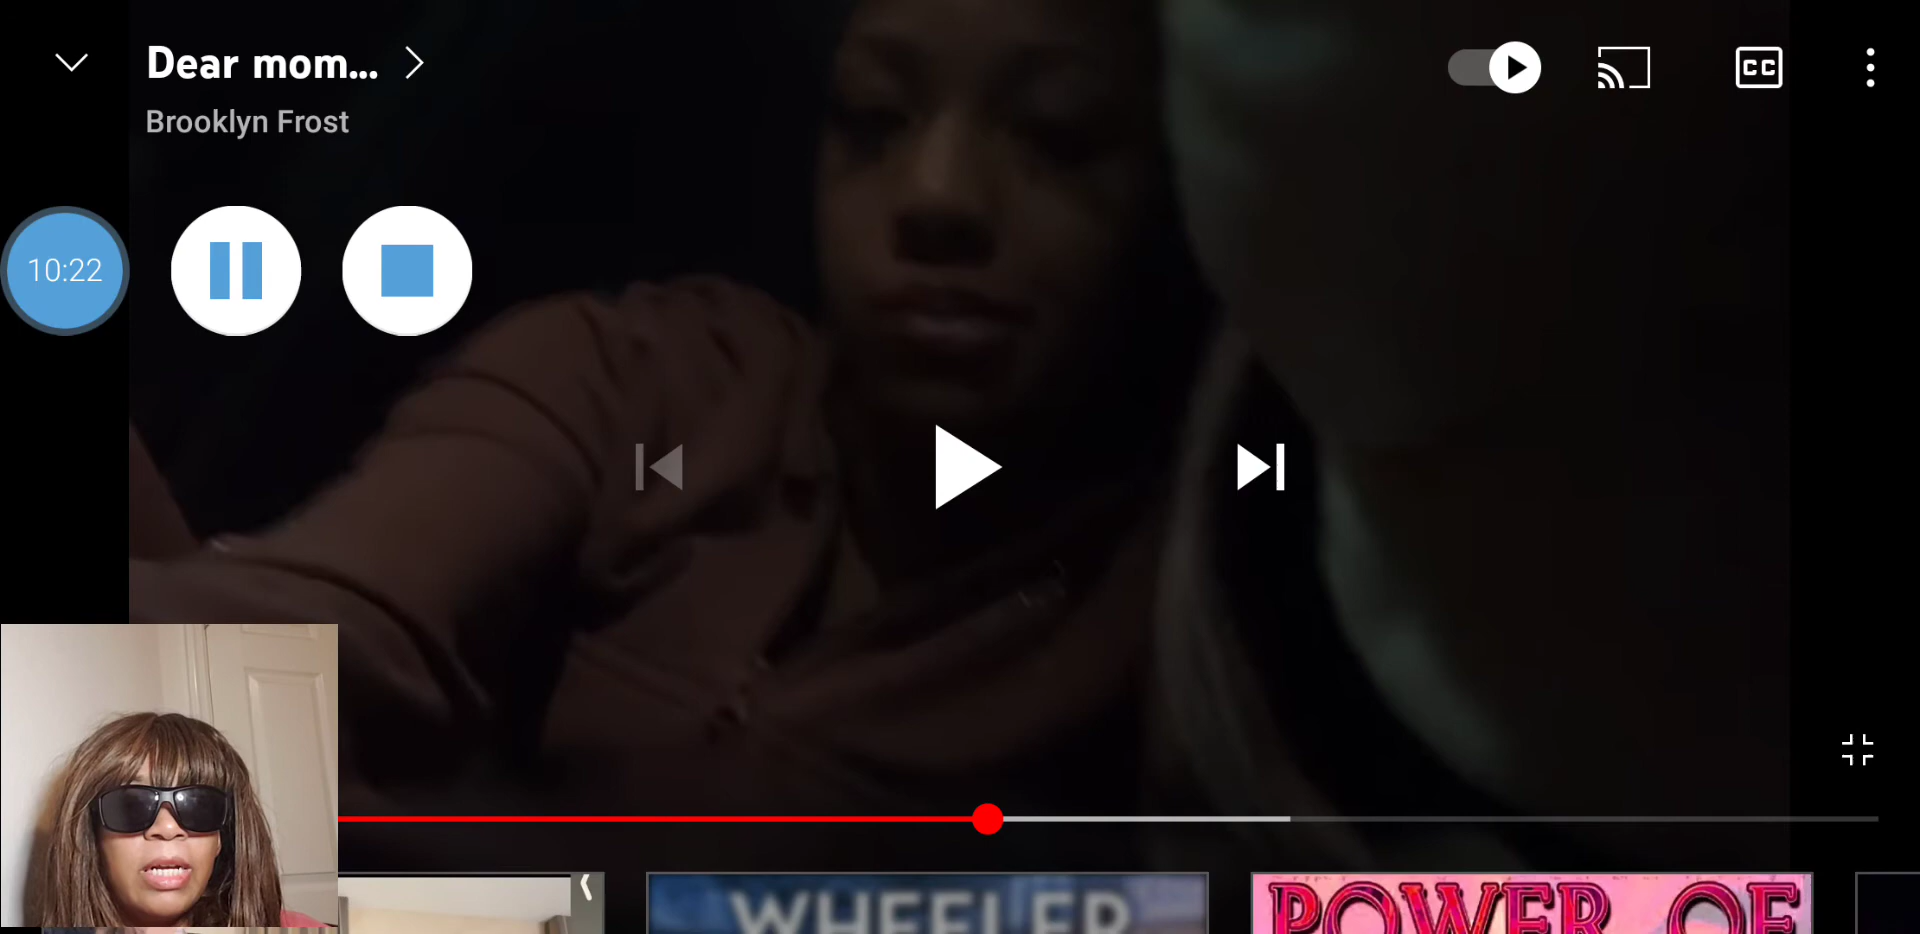 Dear mom...
Brooklyn Frost
CC
10:22
WHEELER
POWER OF